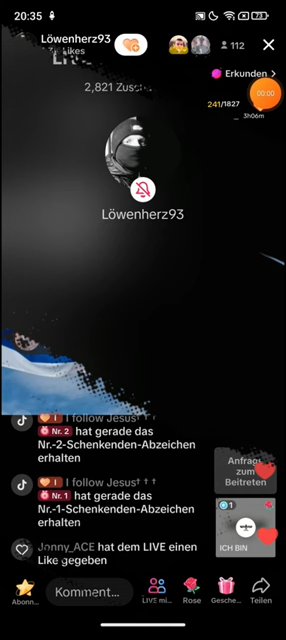 20:35
73
Löwenherz93
Likes
112
Erkunden >
2,821 Zus
241/1827
00:00
3h06m
Löwenherz93
I I follow Jesus† † †
Nr. 2 hat gerade das
Nr.-2-Schenkenden-Abzeichen
erhalten
I I follow Jesus† † †
Nr. 1 hat gerade das
Nr.-1-Schenkenden-Abzeichen
erhalten
Anfrage
zum
Beitreten
1
ICH BIN
Jonny_ACE hat dem LIVE einen
Like gegeben
Abonn...
Komment...
LIVE mi...
Rose
Gesche...
Teilen